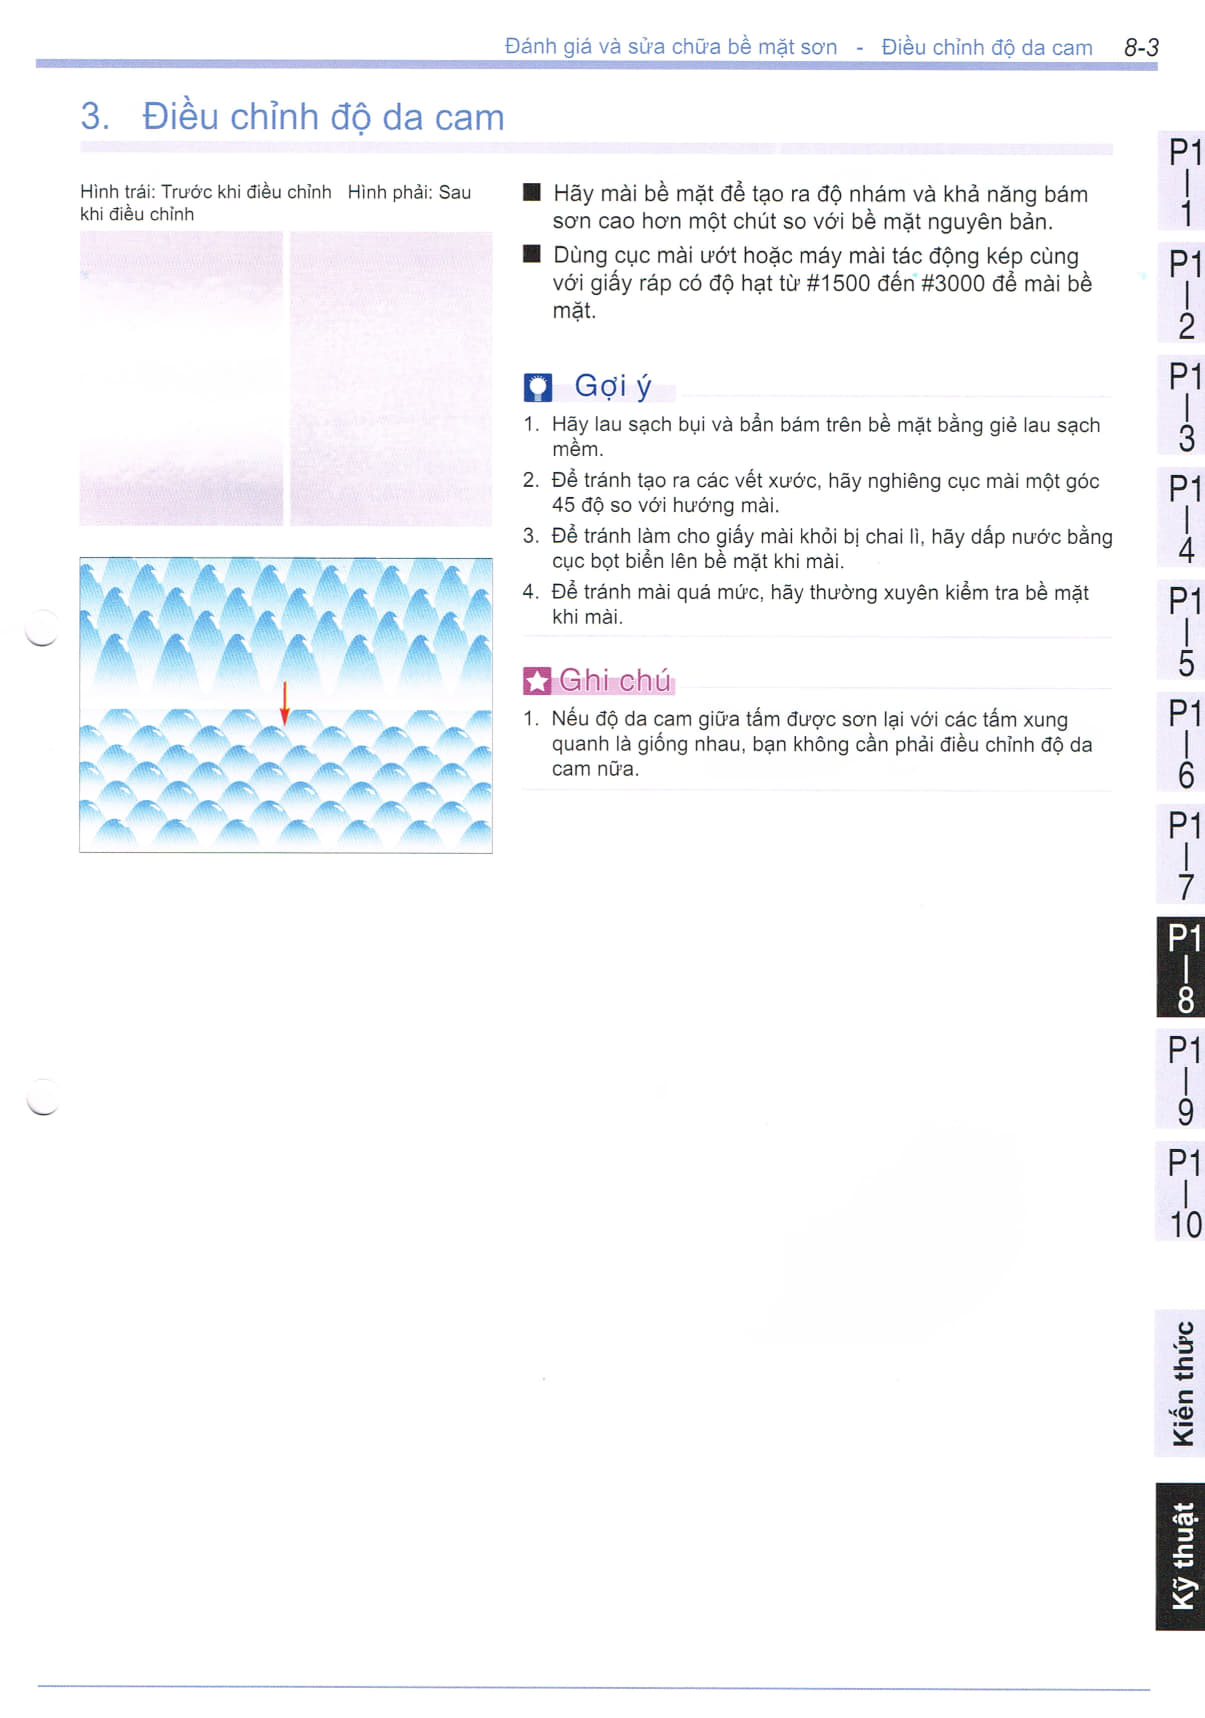 Đánh giá và sửa chữa bề mặt sơn - Điều chỉnh độ da cam 8-3
3. Điều chỉnh độ da cam
Hình trái: Trước khi điều chỉnh Hình phải: Sau
khi điều chỉnh
■ Hãy mài bề mặt để tạo ra độ nhám và khả năng bám
sơn cao hơn một chút so với bề mặt nguyên bản.
■ Dùng cục mài ướt hoặc máy mài tác động kép cùng
với giấy ráp có độ hạt từ #1500 đến #3000 để mài bề
mặt.
Gợi ý
1. Hãy lau sạch bụi và bẩn bám trên bề mặt bằng giẻ lau sạch
mềm.
2. Để tránh tạo ra các vết xước, hãy nghiêng cục mài một góc
45 độ so với hướng mài.
3. Để tránh làm cho giấy mài khỏi bị chai lì, hãy dấp nước bằng
cục bọt biển lên bề mặt khi mài.
4. Để tránh mài quá mức, hãy thường xuyên kiểm tra bề mặt
khi mài.
Ghi chú
1. Nếu độ da cam giữa tấm được sơn lại với các tấm xung
quanh là giống nhau, bạn không cần phải điều chỉnh độ da
cam nữa.
P1
1
P1
2
P1
3
P1
4
P1
5
P1
6
P1
7
P1
8
P1
9
P1
10
Kiến thức
Kỹ thuật